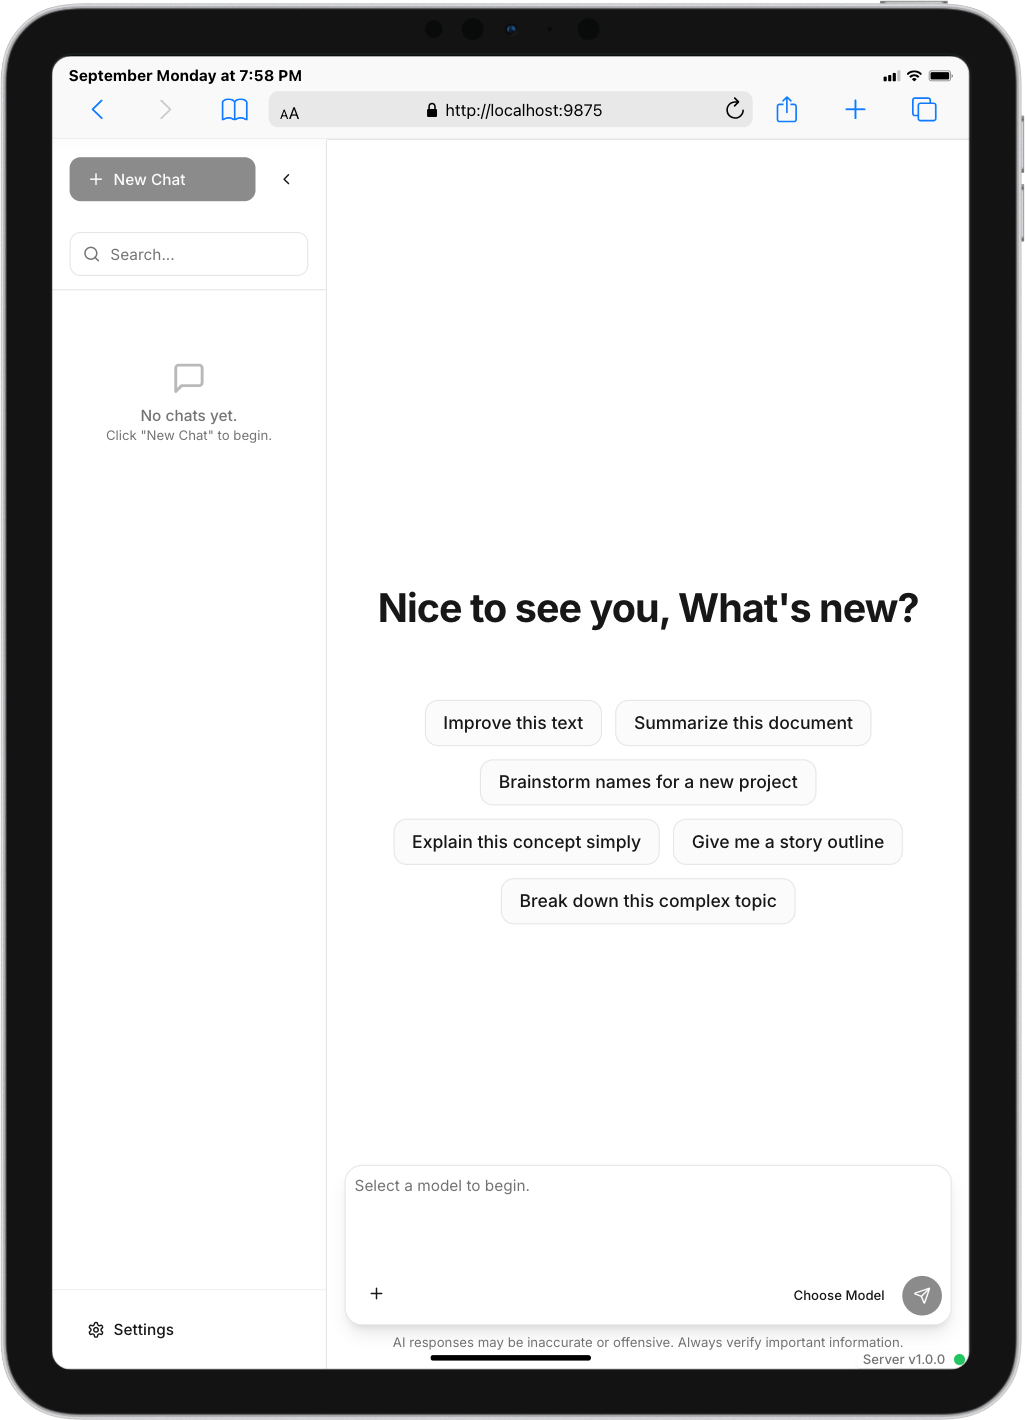 September Monday at 7:58 PM
AA
http://localhost:9875
New Chat
Search...
No chats yet.
Click "New Chat" to begin.
Settings
Nice to see you, What's new?
Improve this text
Summarize this document
Brainstorm names for a new project
Explain this concept simply
Give me a story outline
Break down this complex topic
Select a model to begin.
Choose Model
AI responses may be inaccurate or offensive. Always verify important information.
Server v1.0.0